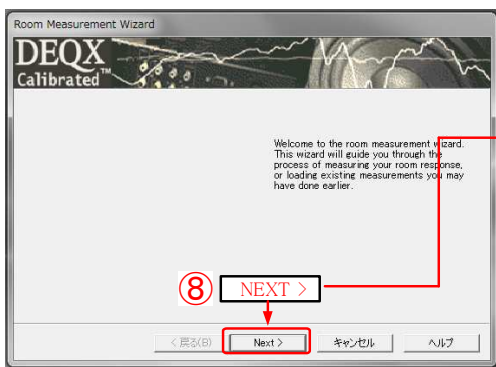 Room Measurement Wizard
DEQX
Calibrated™
Welcome to the room measurement wizard.
This wizard will guide you through the
process of measuring your room response,
or loading existing measurements you may
have done earlier.
⑧ NEXT >
< 戻る(B) Next > キャンセル ヘルプ